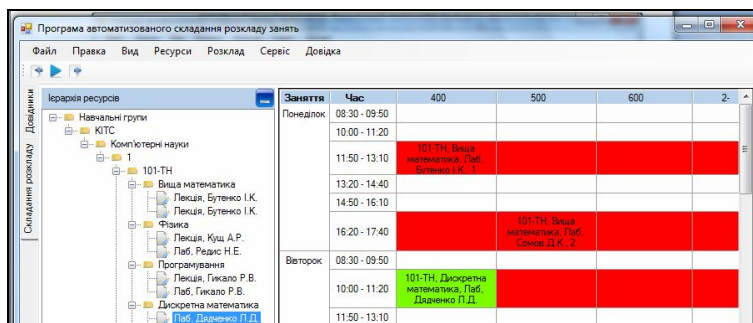 Програма автоматизованого складання розкладу занять
Файл Правка Вид Ресурси Розклад Сервіс Довідка
Довідники
Складання розкладу
Ієрархія ресурсів
Навчальні групи
КІТС
Комп'ютерні науки
1
101-ТН
Вища математика
Лекція, Бутенко І.К.
Лекція, Бутенко І.К.
Фізика
Лекція, Кущ А.Р.
Лаб, Редис Н.Е.
Програмування
Лекція, Гикало Р.В.
Лаб, Гикало Р.В.
Дискретна математика
Лаб, Дядченко П.Д.
Заняття Час 400 500 600 2-
Понеділок 08:30 - 09:50
10:00 - 11:20
11:50 - 13:10
101-ТН, Вища
математика, Лаб,
Бутенко І.К., 1
13:20 - 14:40
14:50 - 16:10
16:20 - 17:40
101-ТН, Вища
математика, Лаб,
Сомов Д.К., 2
Вівторок 08:30 - 09:50
10:00 - 11:20
101-ТН, Дискретна
математика, Лаб,
Дядченко П.Д.
11:50 - 13:10